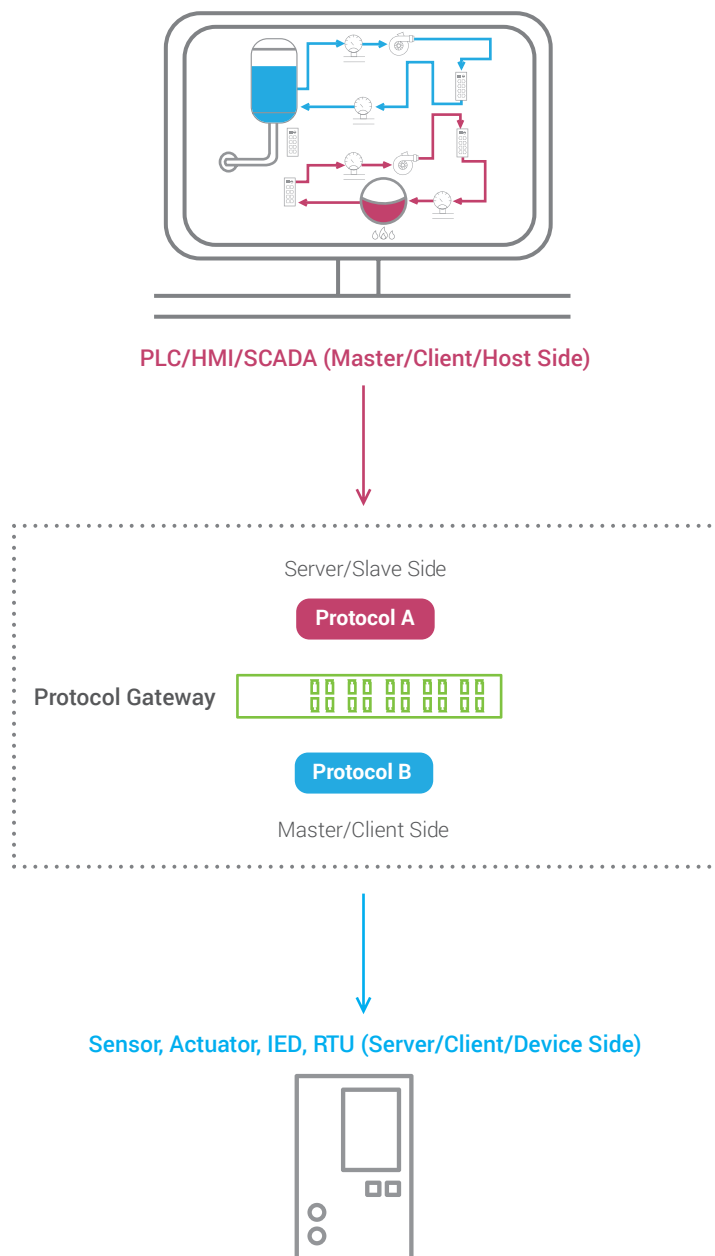 PLC/HMI/SCADA (Master/Client/Host Side)
Server/Slave Side
Protocol A
Protocol Gateway
Protocol B
Master/Client Side
Sensor, Actuator, IED, RTU (Server/Client/Device Side)